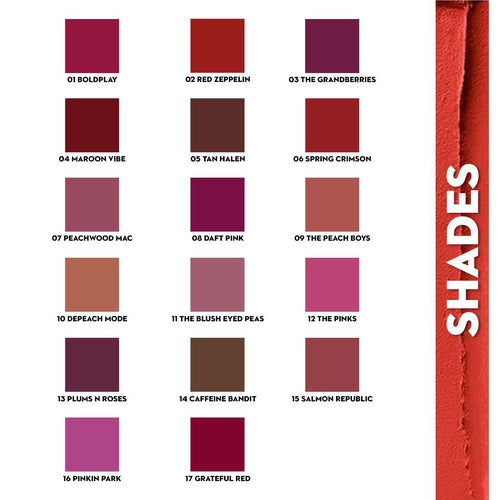 01 BOLDPLAY
02 RED ZEPPELIN
03 THE GRANDBERRIES
04 MAROON VIBE
05 TAN HALEN
06 SPRING CRIMSON
07 PEACHWOOD MAC
08 DAFT PINK
09 THE PEACH BOYS
10 DEPEACH MODE
11 THE BLUSH EYED PEAS
12 THE PINKS
13 PLUMS N ROSES
14 CAFFEINE BANDIT
15 SALMON REPUBLIC
16 PINKIN PARK
17 GRATEFUL RED
SHADES